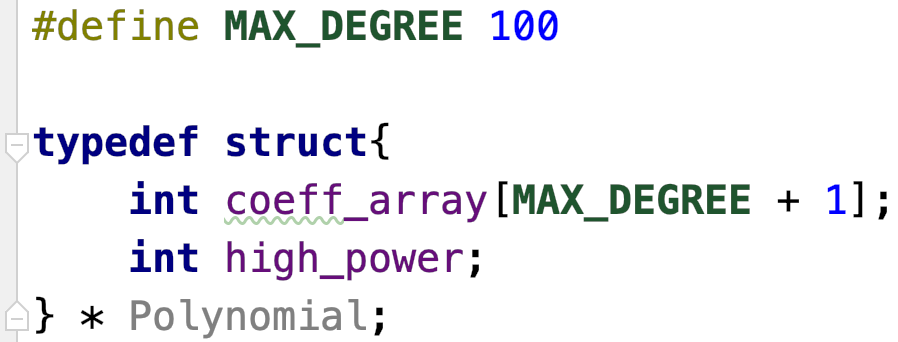 #define MAX_DEGREE 100
typedef struct{
int coeff_array[MAX_DEGREE + 1];
int high_power;
} * Polynomial;